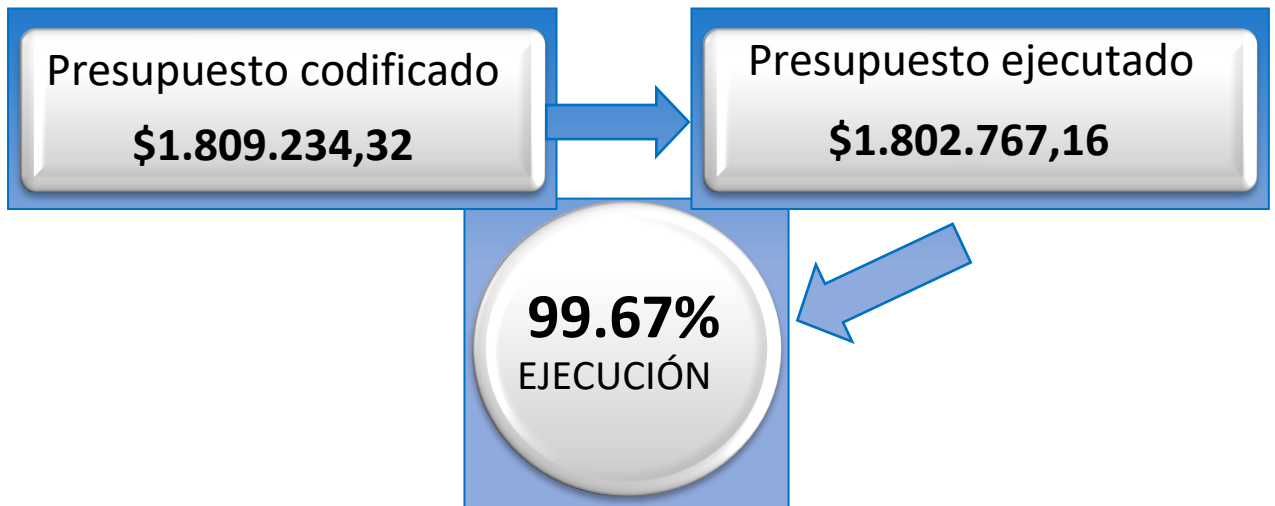 Presupuesto codificado
$1.809.234,32
Presupuesto ejecutado
$1.802.767,16
99.67%
EJECUCIÓN